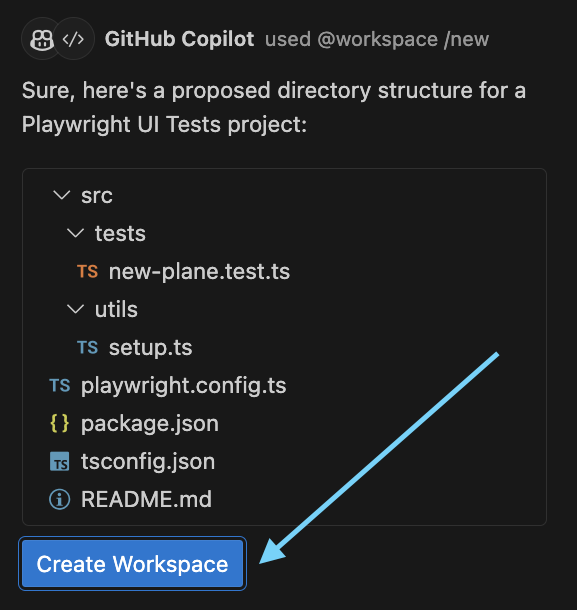 GitHub Copilot used @workspace /new
Sure, here's a proposed directory structure for a
Playwright UI Tests project:
src
tests
TS new-plane.test.ts
utils
TS setup.ts
TS playwright.config.ts
{} package.json
TS tsconfig.json
README.md
Create Workspace